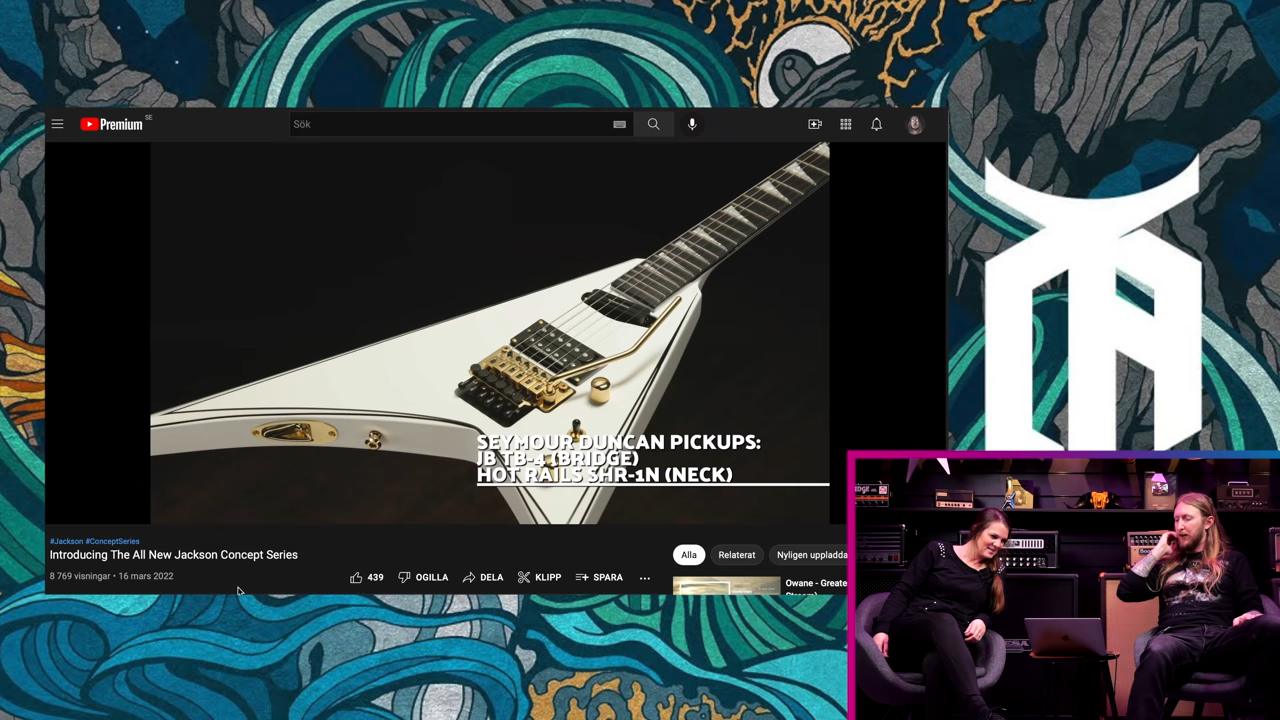 Premium SE
Sök
SEYMOUR DUNCAN PICKUPS:
JB TB-4 (BRIDGE)
HOT RAILS SHR-1N (NECK)
#Jackson #ConceptSeries
Introducing The All New Jackson Concept Series
8 769 visningar • 16 mars 2022
439 OGILLA DELA KLIPP SPARA
Alla Relaterat Nyligen uppladda
Owane - Greate